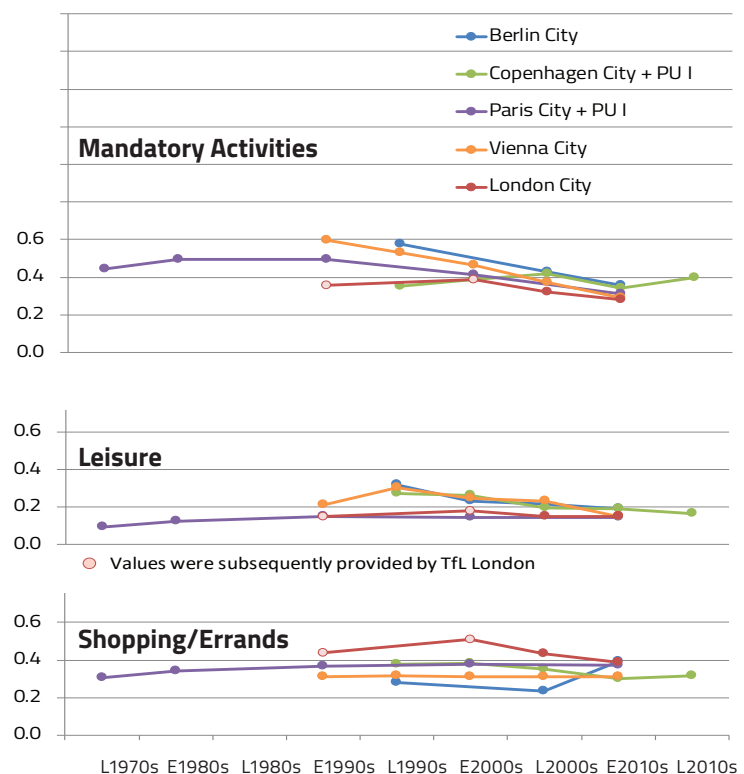 Berlin City
Copenhagen City + PU I
Paris City + PU I
Mandatory Activities
Vienna City
London City
0.6
0.4
0.2
0.0
0.6
Leisure
0.4
0.2
0.0
Values were subsequently provided by TfL London
0.6
Shopping/Errands
0.4
0.2
0.0
L1970s E1980s L1980s E1990s L1990s E2000s L2000s E2010s L2010s